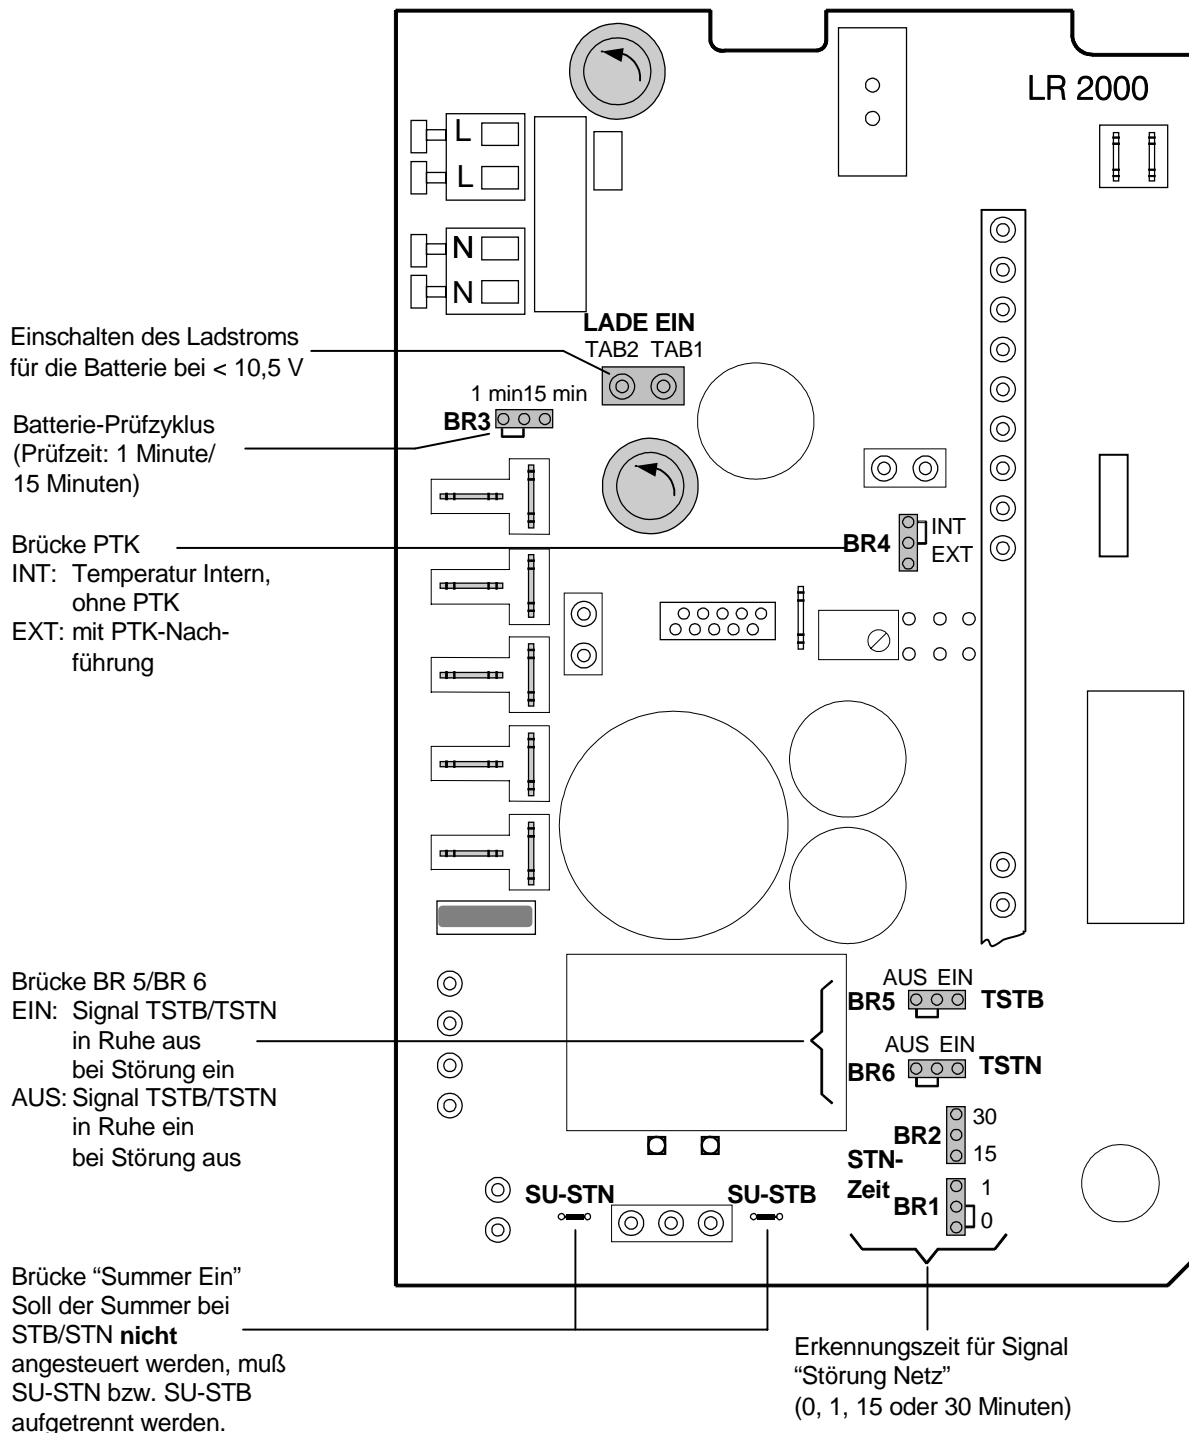 LR 2000
L
L
N
N
LADE EIN
TAB2 TAB1
Einschalten des Ladstroms
für die Batterie bei < 10,5 V
1 min15 min
BR3
Batterie-Prüfzyklus
(Prüfzeit: 1 Minute/
15 Minuten)
Brücke PTK
INT: Temperatur Intern,
ohne PTK
EXT: mit PTK-Nach-
führung
BR4
INT
EXT
Brücke BR 5/BR 6
EIN: Signal TSTB/TSTN
in Ruhe aus
bei Störung ein
AUS: Signal TSTB/TSTN
in Ruhe ein
bei Störung aus
AUS EIN
BR5 TSTB
AUS EIN
BR6 TSTN
30
BR2
15
STN-
Zeit
1
BR1
0
SU-STN
SU-STB
Brücke “Summer Ein”
Soll der Summer bei
STB/STN nicht
angesteuert werden, muß
SU-STN bzw. SU-STB
aufgetrennt werden.
Erkennungszeit für Signal
“Störung Netz”
(0, 1, 15 oder 30 Minuten)